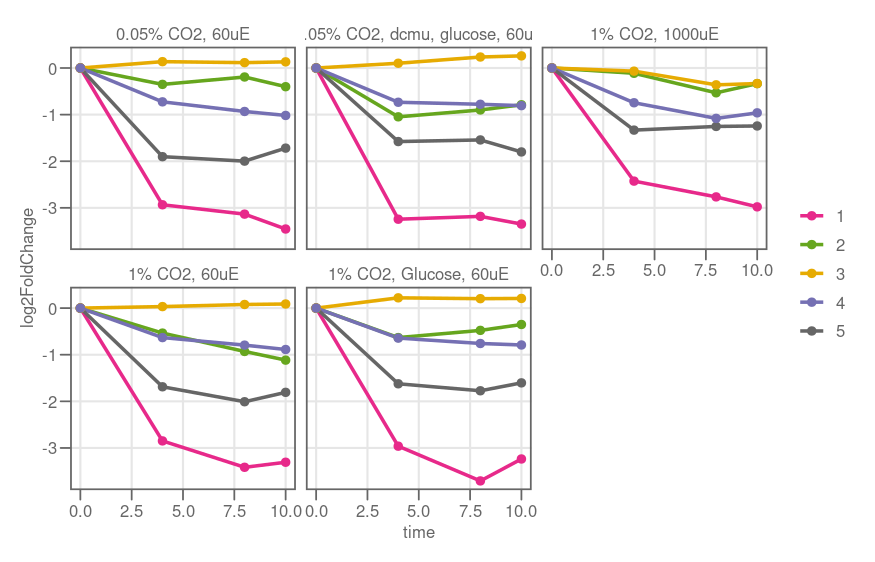 0.05% CO2, 60uE
.05% CO2, dcmu, glucose, 60u
1% CO2, 1000uE
0
-1
-2
-3
0.0 2.5 5.0 7.5 10.0
1% CO2, 60uE
1% CO2, Glucose, 60uE
0
-1
-2
-3
0.0 2.5 5.0 7.5 10.0 0.0 2.5 5.0 7.5 10.0
time
log2FoldChange
1
2
3
4
5